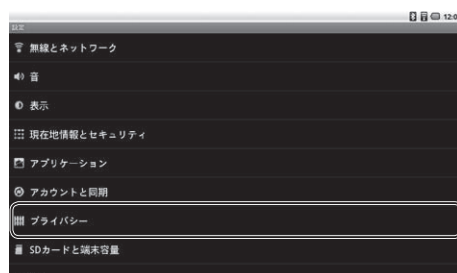 12:0
設定
無線とネットワーク
音
表示
現在地情報とセキュリティ
アプリケーション
アカウントと同期
プライバシー
SDカードと端末容量